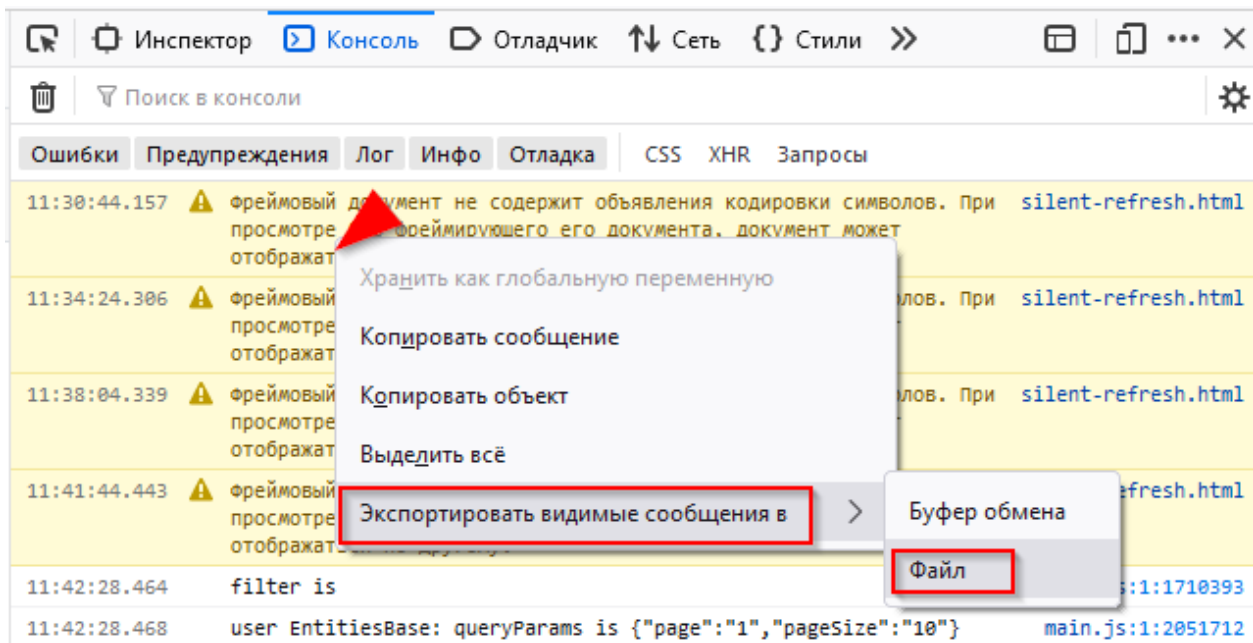 Инспектор Консоль Отладчик Сеть {} Стили
Поиск в консоли
Ошибки Предупреждения Лог Инфо Отладка CSS XHR Запросы
11:30:44.157 Фреймовый документ не содержит объявления кодировки символов. При silent-refresh.html
просмотре фреймирующего его документа, документ может
отображат
Хранить как глобальную переменную
11:34:24.306 Фреймовый олов. При silent-refresh.html
просмотре
Копировать сообщение
отображат
11:38:04.339 Фреймовый олов. При silent-refresh.html
Копировать объект
просмотре
отображат
Выделить всё
11:41:44.443 Фреймовый efresh.html
просмотре
Экспортировать видимые сообщения в
Буфер обмена
отображат
Файл
11:42:28.464 filter is s:1:1710393
11:42:28.468 user EntitiesBase: queryParams is {"page":"1","pageSize":"10"} main.js:1:2051712